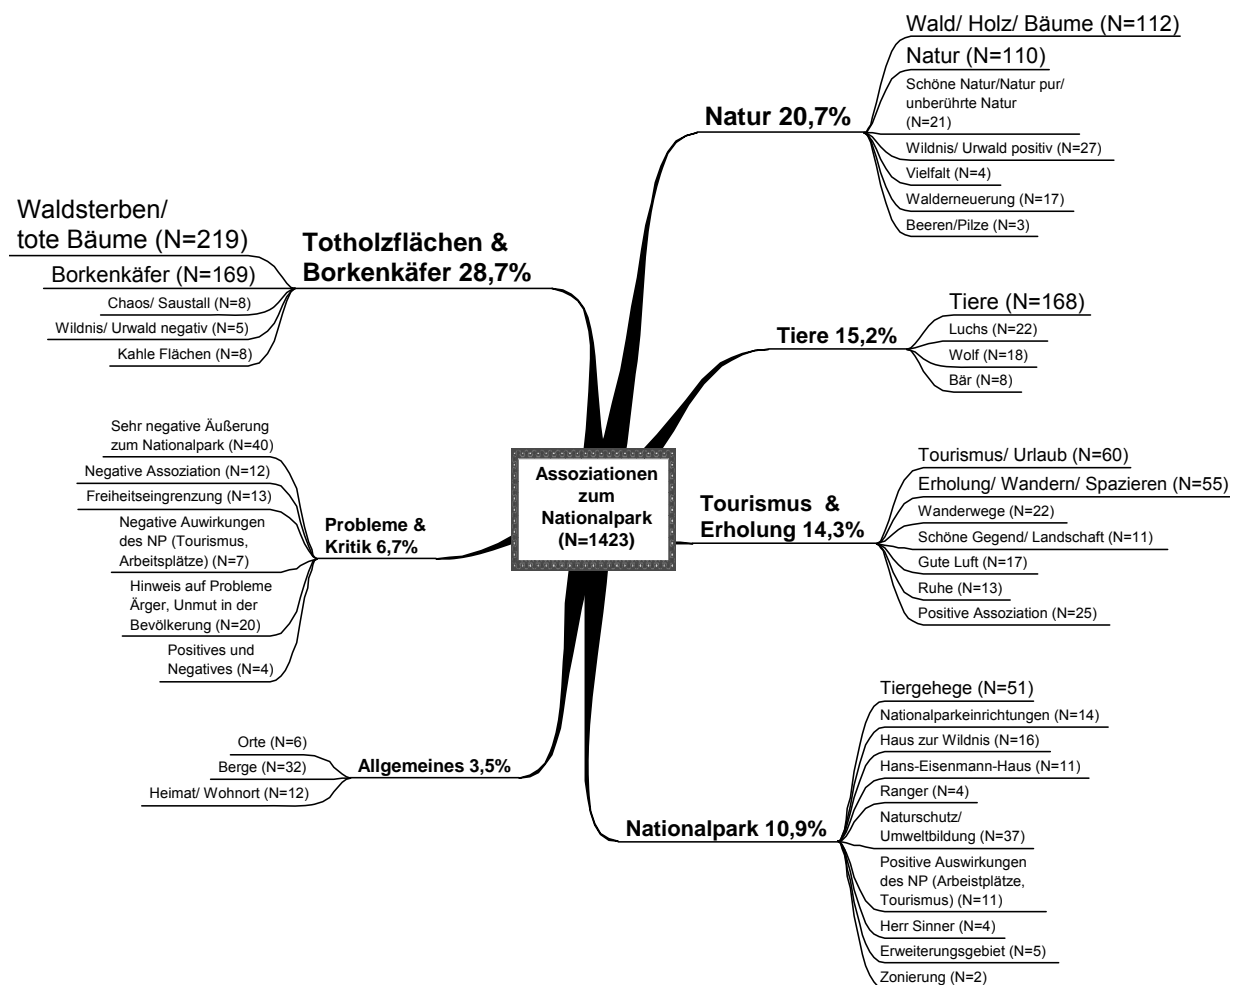 Assoziationen
zum
Nationalpark
(N=1423)
Natur 20,7%
Wald/ Holz/ Bäume (N=112)
Natur (N=110)
Schöne Natur/Natur pur/
unberührte Natur
(N=21)
Wildnis/ Urwald positiv (N=27)
Vielfalt (N=4)
Walderneuerung (N=17)
Beeren/Pilze (N=3)
Tiere 15,2%
Tiere (N=168)
Luchs (N=22)
Wolf (N=18)
Bär (N=8)
Tourismus &
Erholung 14,3%
Tourismus/ Urlaub (N=60)
Erholung/ Wandern/ Spazieren (N=55)
Wanderwege (N=22)
Schöne Gegend/ Landschaft (N=11)
Gute Luft (N=17)
Ruhe (N=13)
Positive Assoziation (N=25)
Nationalpark 10,9%
Tiergehege (N=51)
Nationalparkeinrichtungen (N=14)
Haus zur Wildnis (N=16)
Hans-Eisenmann-Haus (N=11)
Ranger (N=4)
Naturschutz/
Umweltbildung (N=37)
Positive Auswirkungen
des NP (Arbeistplätze,
Tourismus) (N=11)
Herr Sinner (N=4)
Erweiterungsgebiet (N=5)
Zonierung (N=2)
Totholzflächen &
Borkenkäfer 28,7%
Waldsterben/
tote Bäume (N=219)
Borkenkäfer (N=169)
Chaos/ Saustall (N=8)
Wildnis/ Urwald negativ (N=5)
Kahle Flächen (N=8)
Probleme &
Kritik 6,7%
Sehr negative Äußerung
zum Nationalpark (N=40)
Negative Assoziation (N=12)
Freiheitseingrenzung (N=13)
Negative Auwirkungen
des NP (Tourismus,
Arbeitsplätze) (N=7)
Hinweis auf Probleme
Ärger, Unmut in der
Bevölkerung (N=20)
Positives und
Negatives (N=4)
Allgemeines 3,5%
Orte (N=6)
Berge (N=32)
Heimat/ Wohnort (N=12)